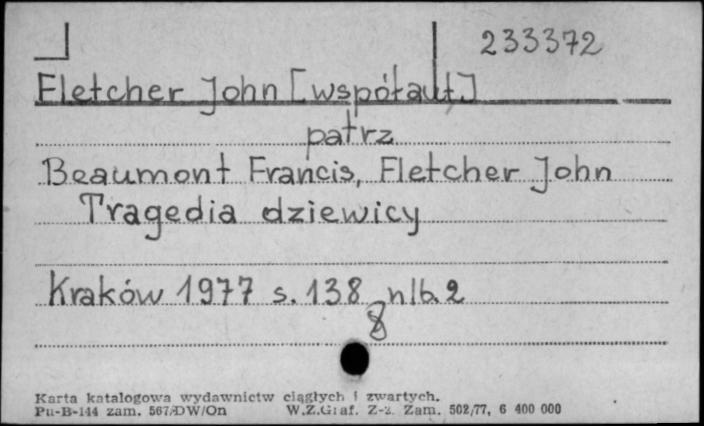 233372
Fletcher John [współaut.]
patrz
Beaumont Francis, Fletcher John
Tragedia dziewicy
Kraków 1977 s. 138 nlb. 2
8
Karta katalogowa wydawnictw ciągłych i zwartych.
Pu-B-144 zam. 567/DW/On W.Z.Graf. Z-2. Zam. 502/77, 6 400 000